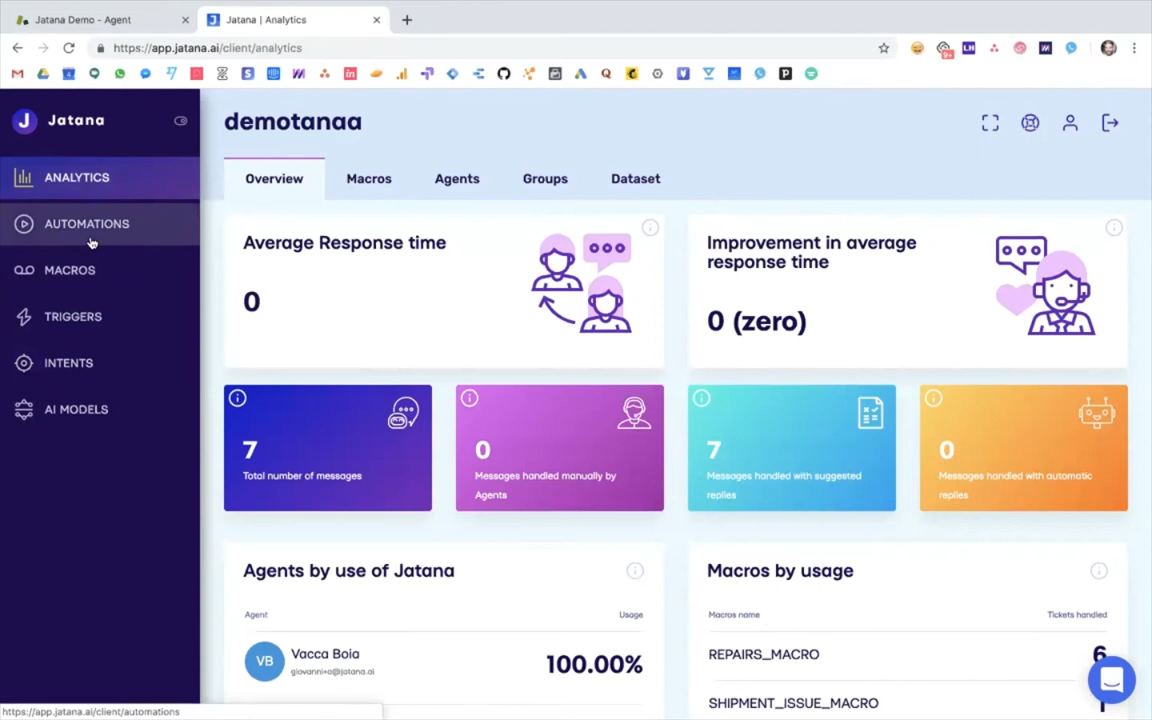 Jatana Demo - Agent
Jatana | Analytics
https://app.jatana.ai/client/analytics
9+
LH
Jatana
ANALYTICS
AUTOMATIONS
MACROS
TRIGGERS
INTENTS
AI MODELS
demotanaa
Overview
Macros
Agents
Groups
Dataset
Average Response time
0
Improvement in average
response time
0 (zero)
7
Total number of messages
0
Messages handled manually by
Agents
7
Messages handled with suggested
replies
0
Messages handled with automatic
replies
Agents by use of Jatana
Agent
Usage
VB
Vacca Boia
giovanni+a@jatana.ai
100.00%
Macros by usage
Macros name
Tickets handled
REPAIRS_MACRO
6
SHIPMENT_ISSUE_MACRO
https://app.jatana.ai/client/automations